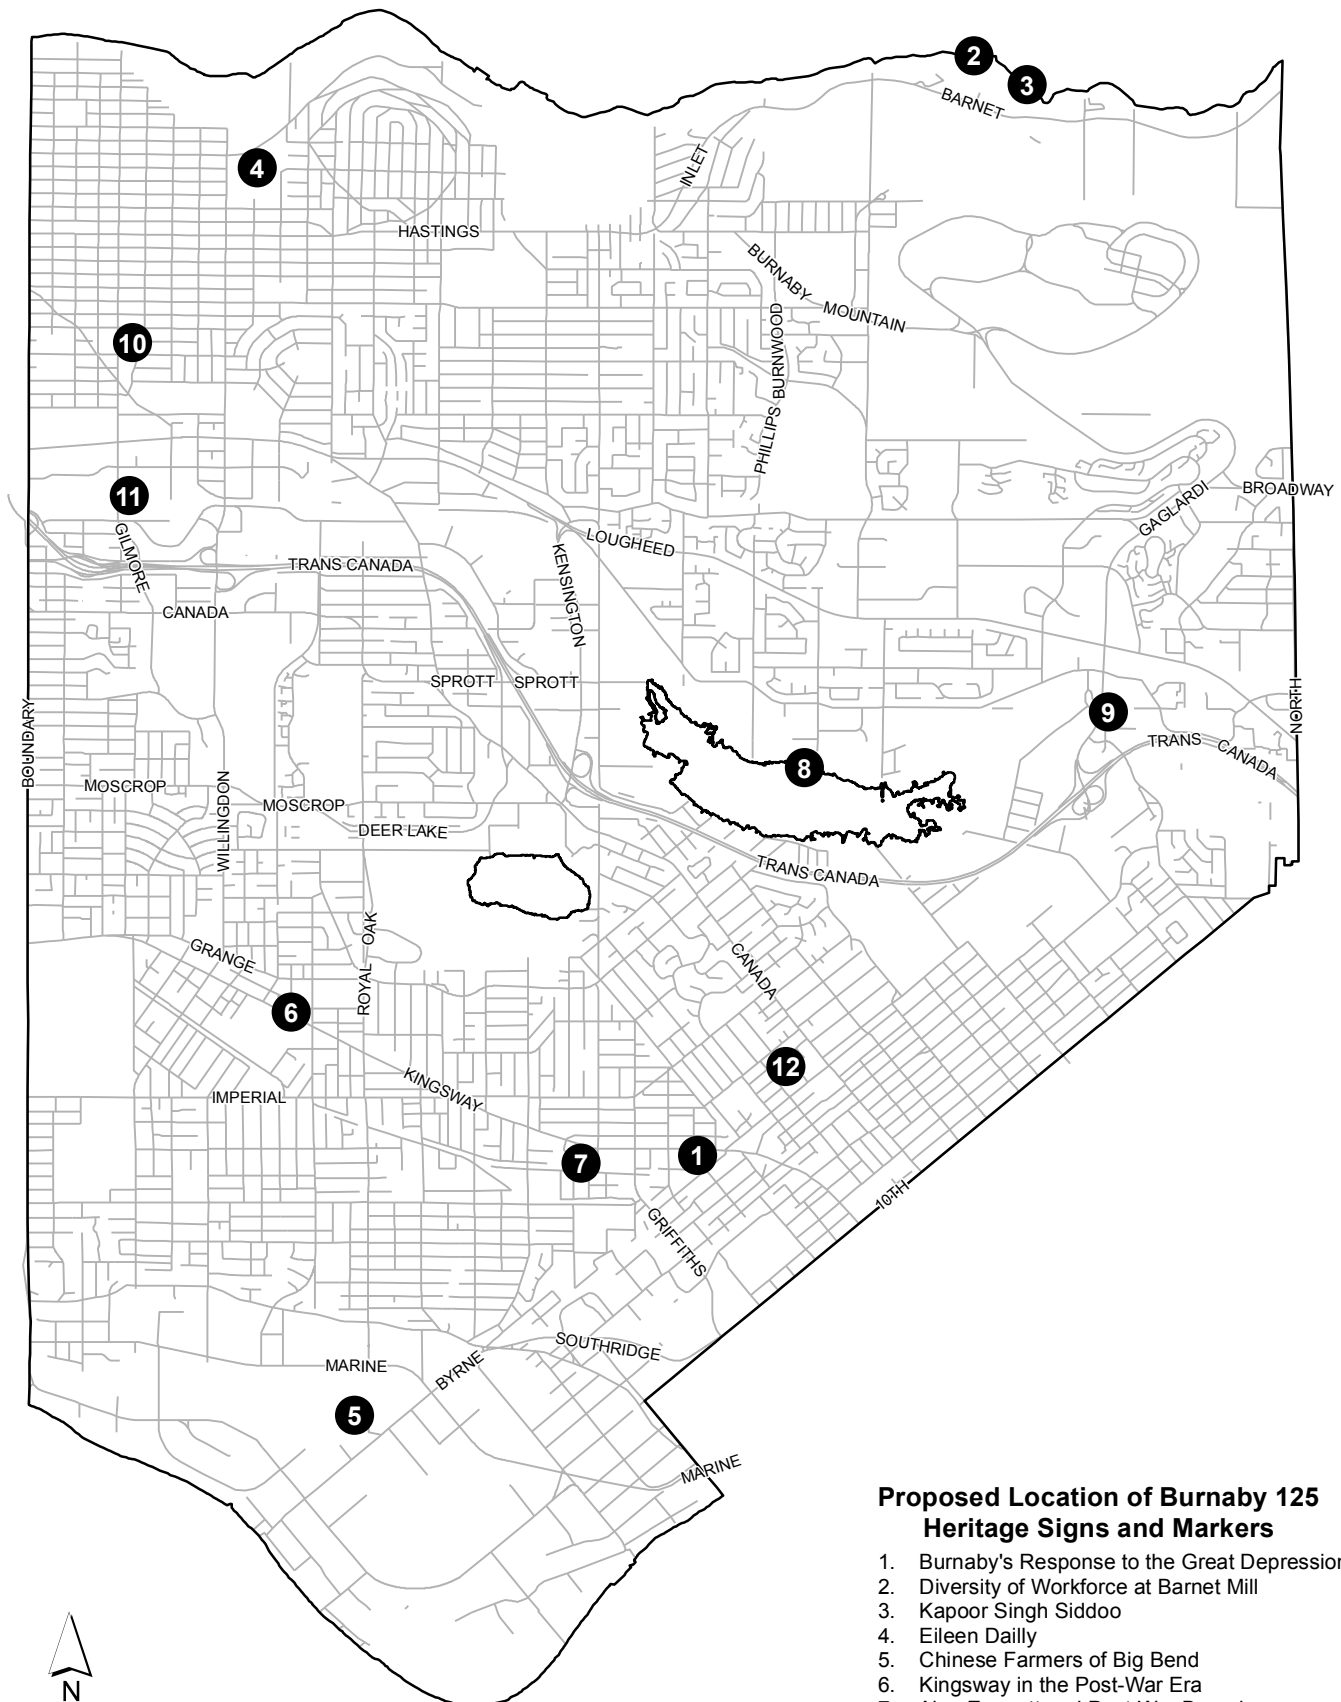 2
3
BARNET
4
INLET
HASTINGS
BURNABY MOUNTAIN
10
PHILLIPS BURNWOOD
11
GILMORE
BROADWAY
GAGLARDI
LOUGHEED
KENSINGTON
TRANS CANADA
CANADA
SPROTT SPROTT
BOUNDARY
NORTH
9
TRANS CANADA
8
MOSCROP
WILLINGDON
MOSCROP
DEER LAKE
TRANS CANADA
GRANGE
ROYAL OAK
CANADA
6
12
KINGSWAY
IMPERIAL
7
1
10TH
GRIFFITHS
SOUTHRIDGE
MARINE
BYRNE
5
MARINE
N
Proposed Location of Burnaby 125
Heritage Signs and Markers
1. Burnaby's Response to the Great Depression
2. Diversity of Workforce at Barnet Mill
3. Kapoor Singh Siddoo
4. Eileen Dailly
5. Chinese Farmers of Big Bend
6. Kingsway in the Post-War Era